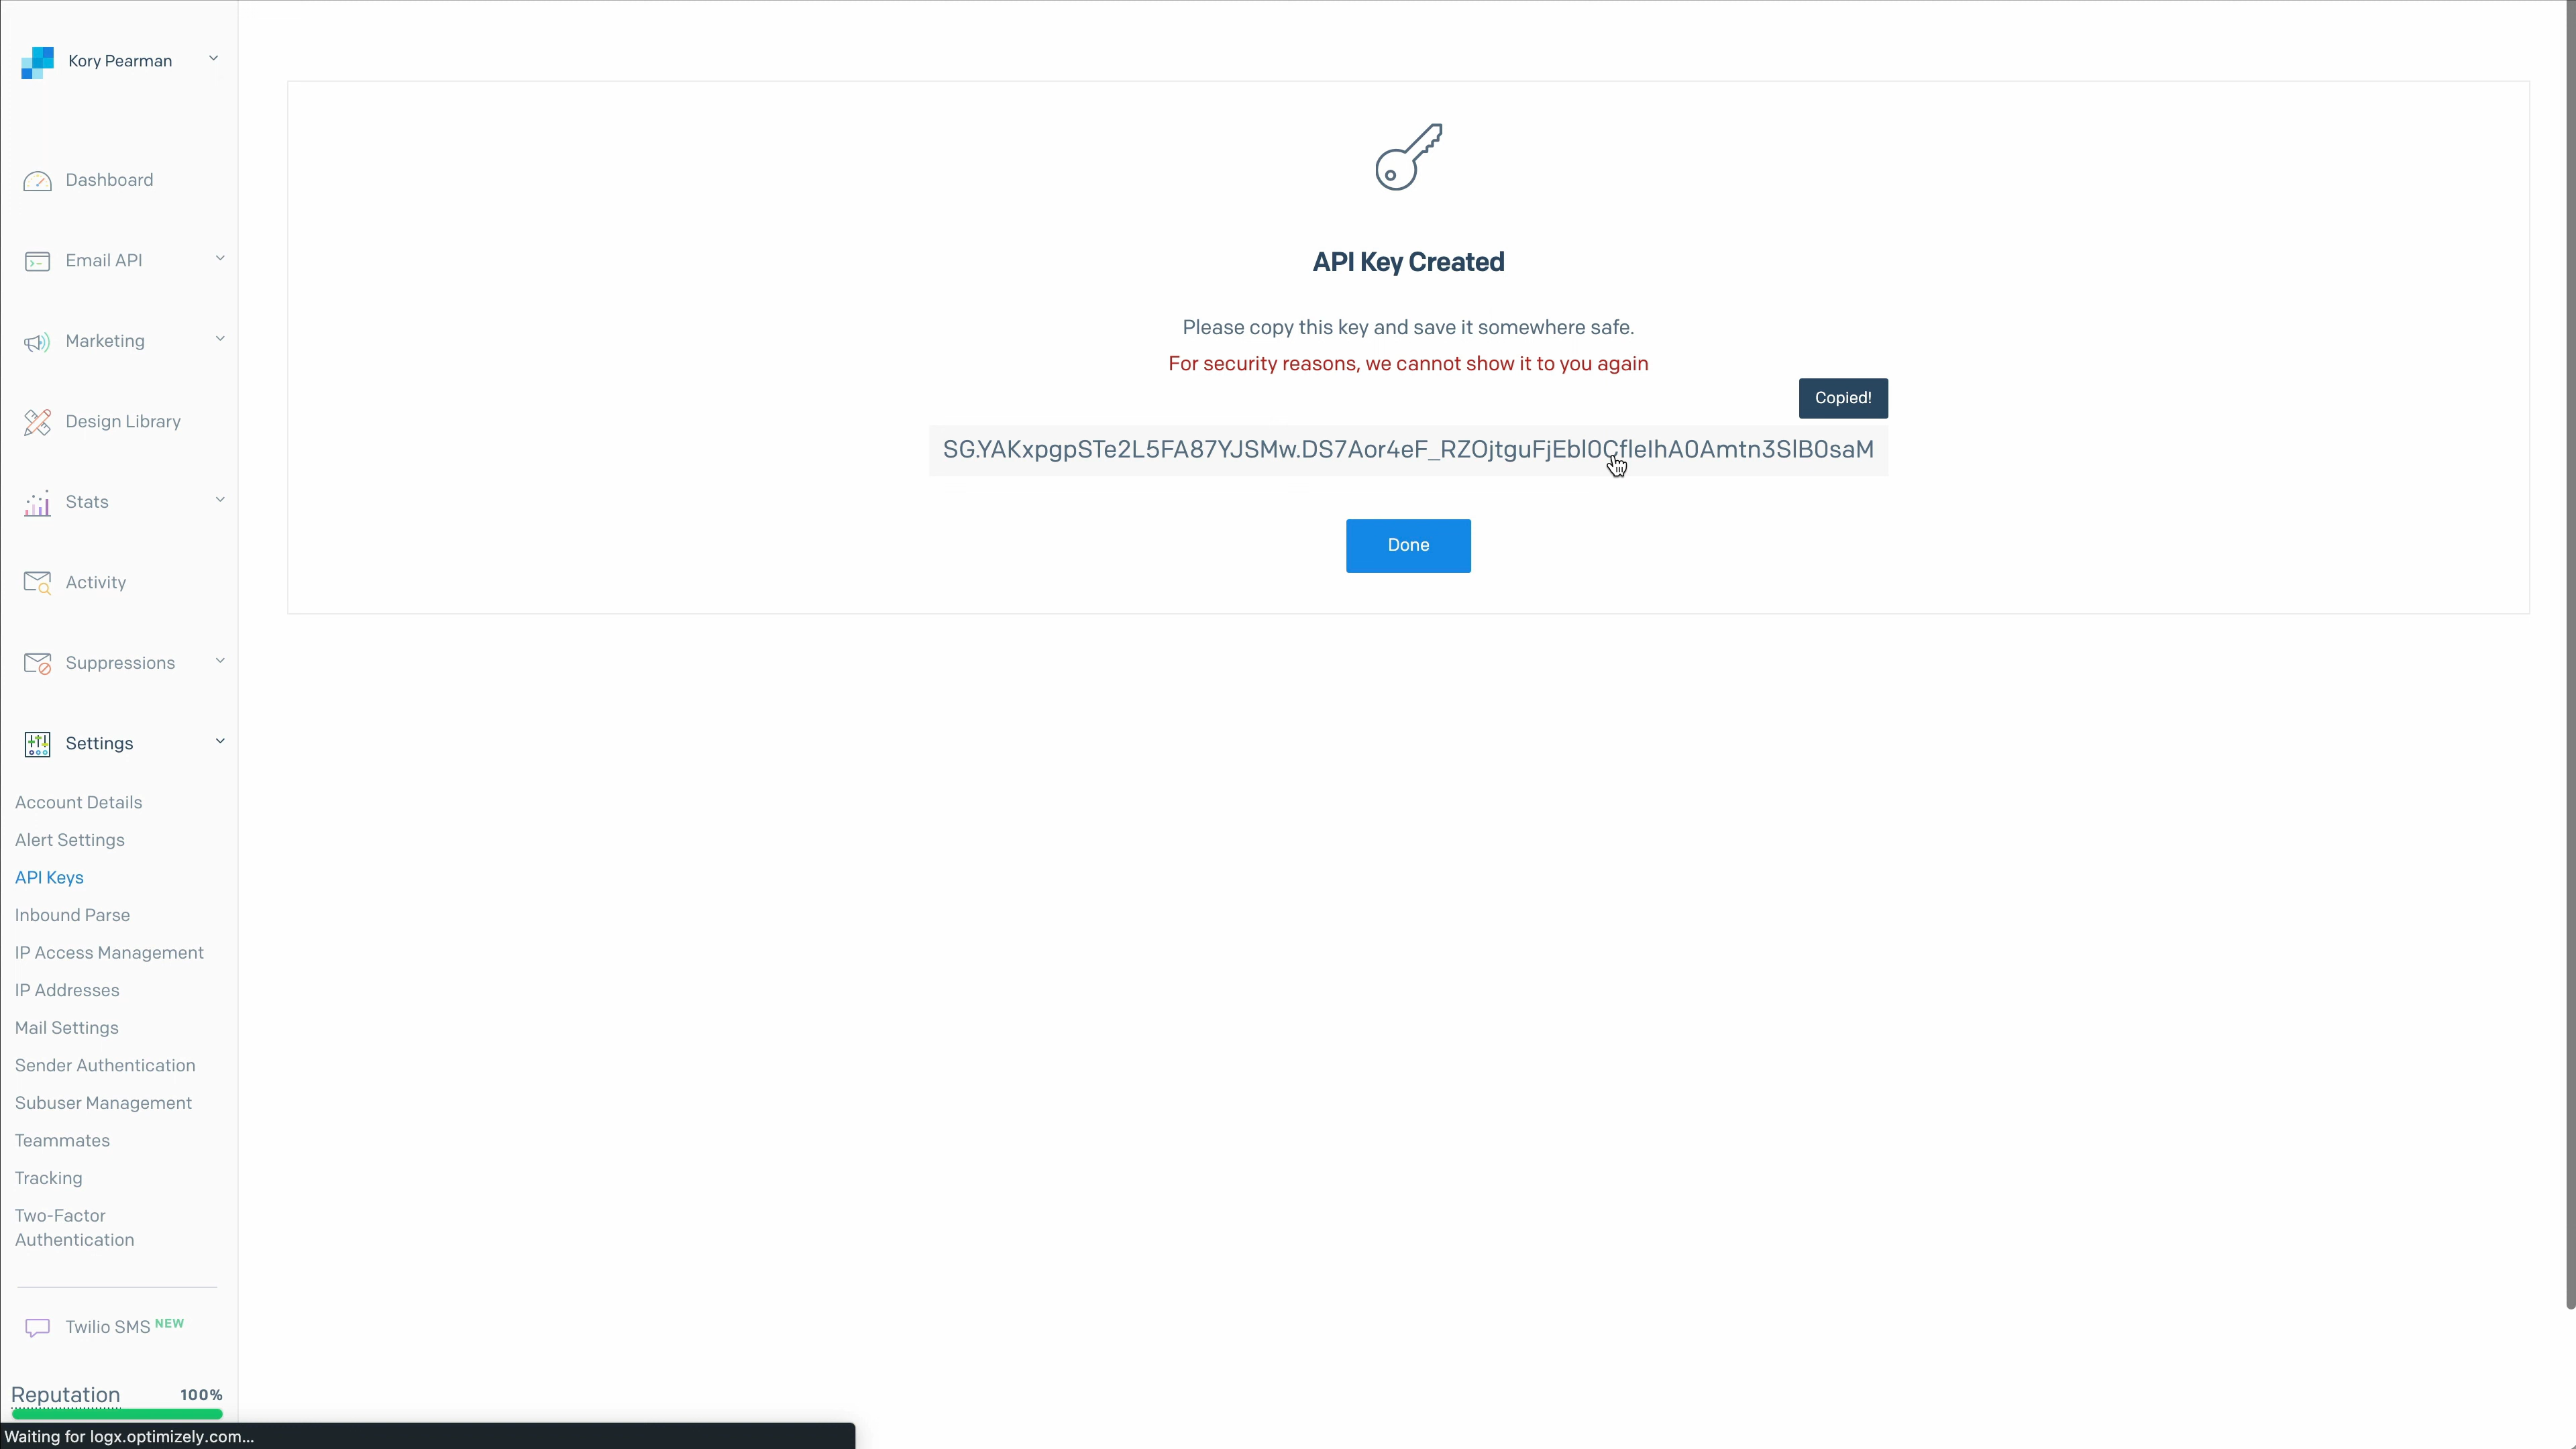 Kory Pearman
Dashboard
Email API
Marketing
Design Library
Stats
Activity
Suppressions
Settings
Account Details
Alert Settings
API Keys
Inbound Parse
IP Access Management
IP Addresses
Mail Settings
Sender Authentication
Subuser Management
Teammates
Tracking
Two-Factor
Authentication
Twilio SMS NEW
Reputation 100%
API Key Created
Please copy this key and save it somewhere safe.
For security reasons, we cannot show it to you again
Copied!
Done
Waiting for logx.optimizely.com...